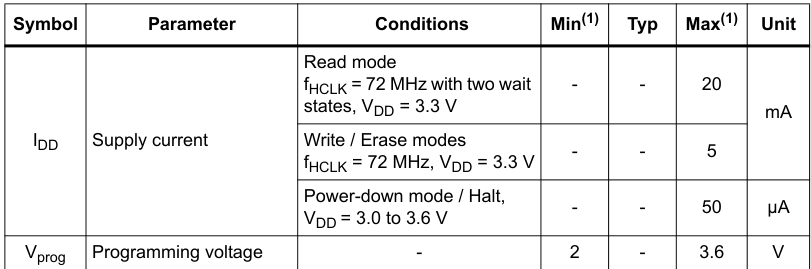 Symbol Parameter Conditions Min(1) Typ Max(1) Unit
IDD Supply current
Read mode
fHCLK = 72 MHz with two wait
states, VDD = 3.3 V
- - 20 mA
Write / Erase modes
fHCLK = 72 MHz, VDD = 3.3 V
- - 5
Power-down mode / Halt,
VDD = 3.0 to 3.6 V
- - 50 µA
Vprog Programming voltage - 2 - 3.6 V